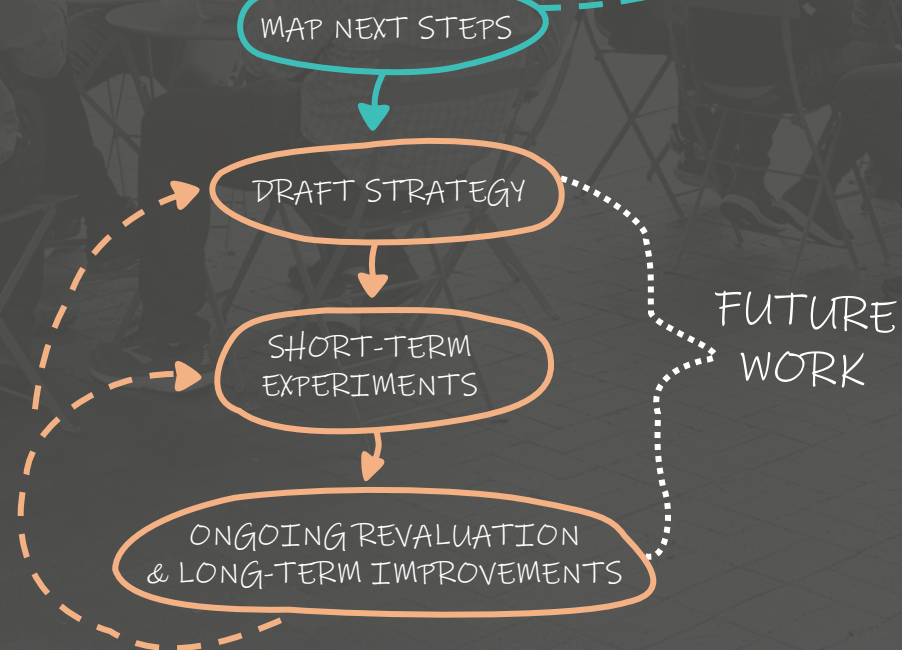 MAP NEXT STEPS
DRAFT STRATEGY
FUTURE
WORK
SHORT-TERM
EXPERIMENTS
ONGOING REVALUATION
& LONG-TERM IMPROVEMENTS